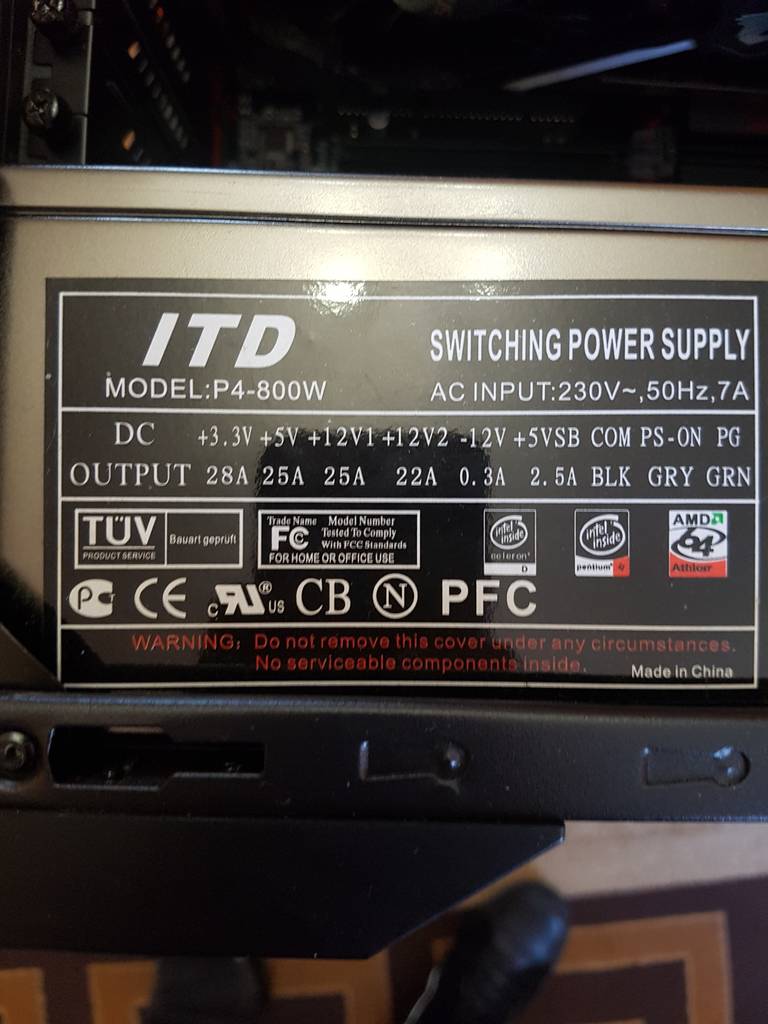 ITD
SWITCHING POWER SUPPLY
MODEL:P4-800W
AC INPUT:230V~,50Hz,7A
DC +3.3V +5V +12V1 +12V2 -12V +5VSB COM PS-ON PG
OUTPUT 28A 25A 25A 22A 0.3A 2.5A BLK GRY GRN
TÜV
PRODUCT SERVICE
Bauart gepruft
Trade Name Model Number
FC Tested To Comply
With FCC Standards
FOR HOME OR OFFICE USE
intel inside
celeron
D
intel inside
pentium 4
AMD
64
Athlon
P C CE c RU ® US CB N PFC
WARNING: Do not remove this cover under any circumstances.
No serviceable components inside.
Made in China